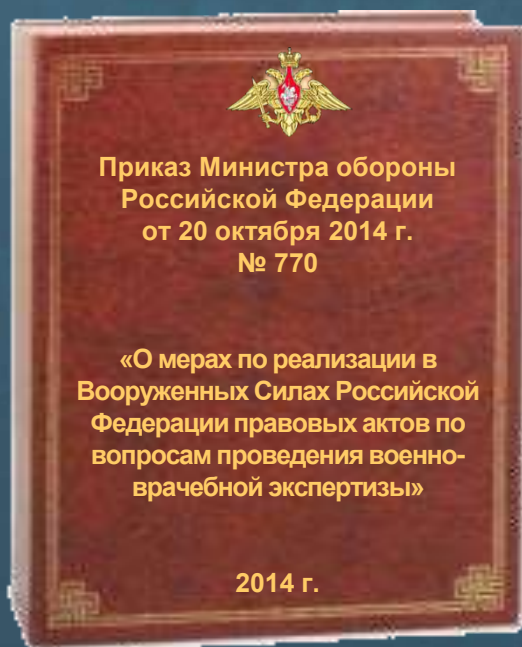 Приказ Министра обороны
Российской Федерации
от 20 октября 2014 г.
№ 770
«О мерах по реализации в
Вооруженных Силах Российской
Федерации правовых актов по
вопросам проведения военно-
врачебной экспертизы»
2014 г.